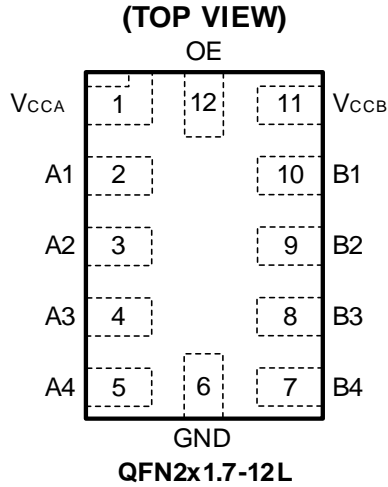 (TOP VIEW)
OE
VCCA 1 12 11 VCCB
A1 2 10 B1
A2 3 9 B2
A3 4 8 B3
A4 5 6 7 B4
GND
QFN2x1.7-12L